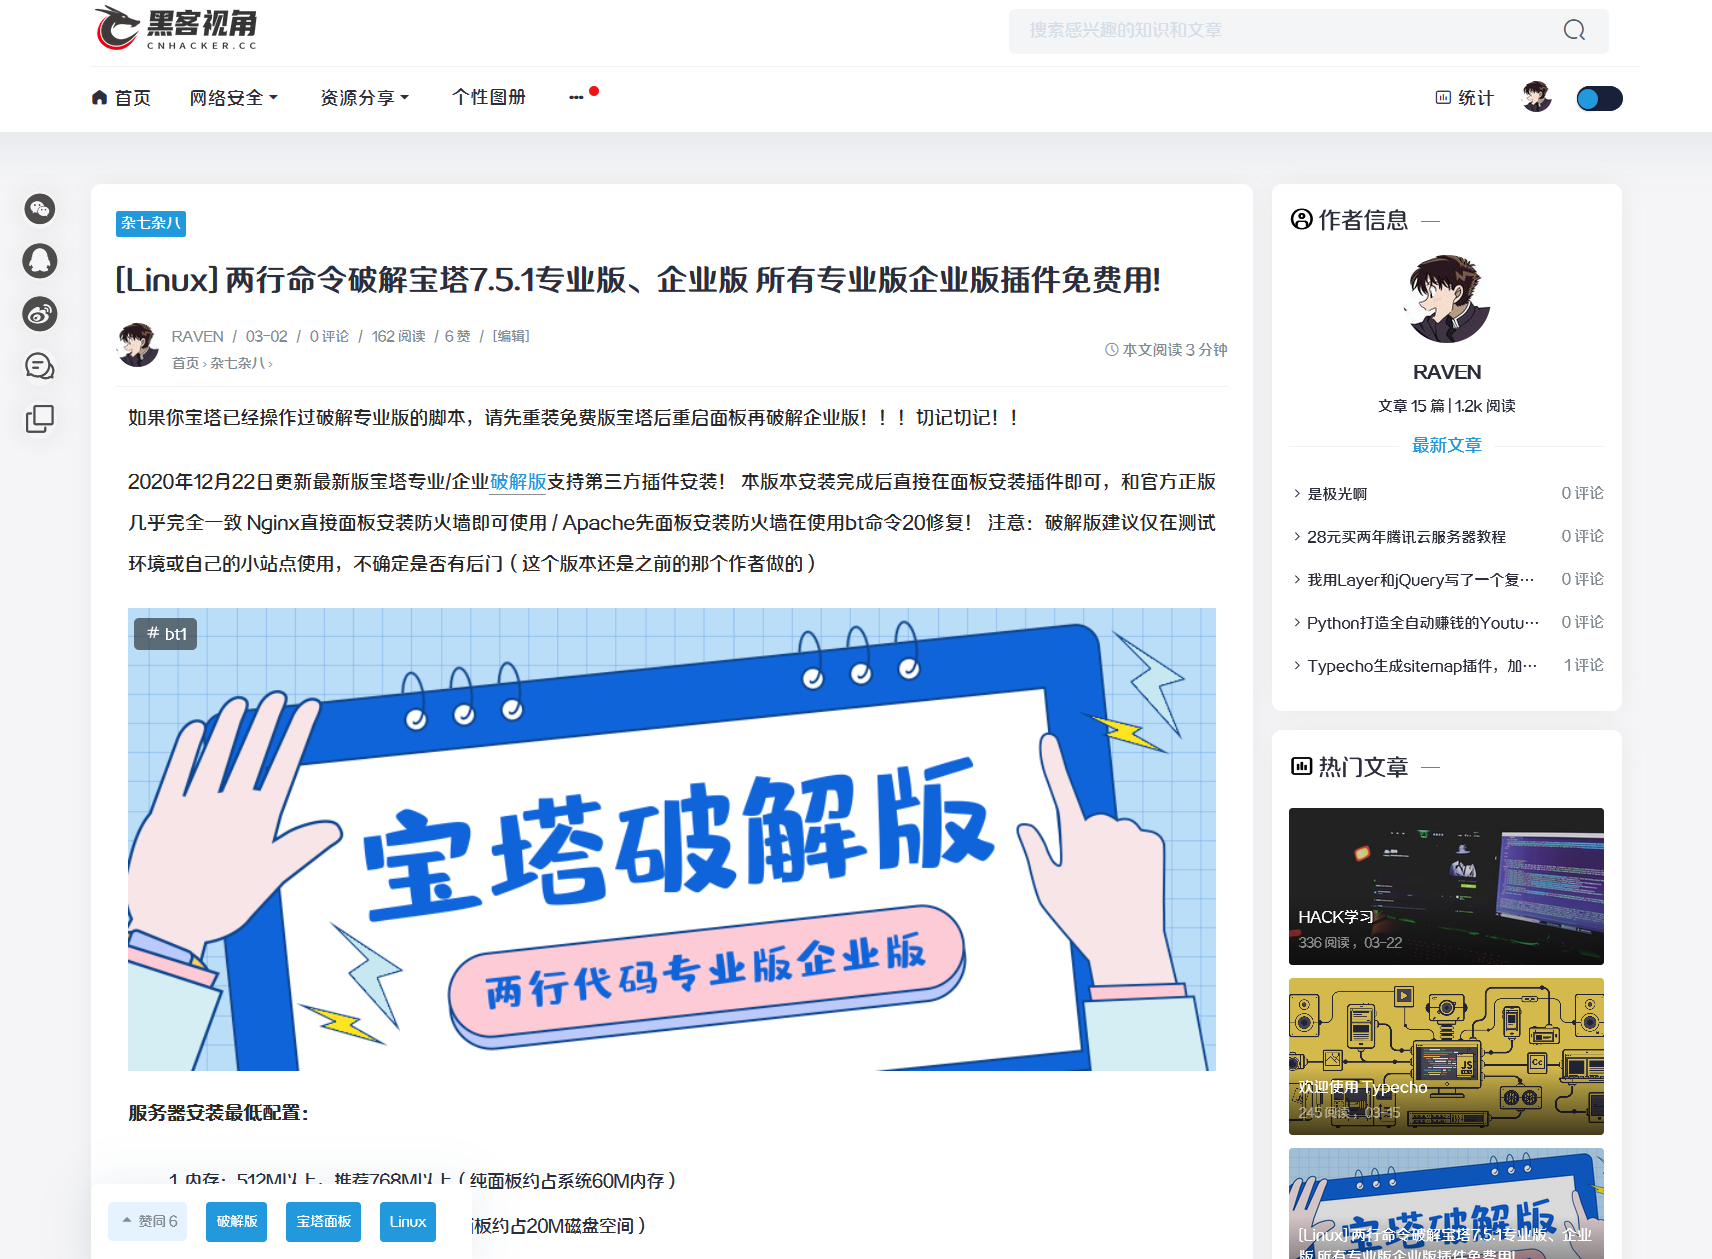 黑客视角
CNHACKER.CC
搜索感兴趣的知识和文章
首页
网络安全
资源分享
个性图册
统计
杂七杂八
[Linux] 两行命令破解宝塔7.5.1专业版、企业版 所有专业版企业版插件免费用!
RAVEN / 03-02 / 0 评论 / 162 阅读 / 6 赞 / [编辑]
首页 › 杂七杂八 ›
本文阅读 3 分钟
如果你宝塔已经操作过破解专业版的脚本，请先重装免费版宝塔后重启面板再破解企业版！！！ 切记切记！！
2020年12月22日更新最新版宝塔专业/企业破解版支持第三方插件安装！ 本版本安装完成后直接在面板安装插件即可，和官方正版
几乎完全一致 Nginx直接面板安装防火墙即可使用 / Apache先面板安装防火墙在使用bt命令20修复！ 注意：破解版建议仅在测试
环境或自己的小站点使用，不确定是否有后门（这个版本还是之前的那个作者做的）
# bt1
宝塔破解版
两行代码专业版企业版
服务器安装最低配置：
1.内存：512M以上，推荐768M以上（纯面板约占系统60M内存）
板约占20M磁盘空间）
赞同 6
破解版
宝塔面板
Linux
作者信息
RAVEN
文章 15 篇 | 1.2k 阅读
最新文章
是极光啊 0 评论
28元买两年腾讯云服务器教程 0 评论
我用Layer和jQuery写了一个复··· 0 评论
Python打造全自动赚钱的Youtu··· 0 评论
Typecho生成sitemap插件，加··· 1 评论
热门文章
HACK学习
336 阅读 ，03-22
JS
Cc
欢迎使用 Typecho
245 阅读 ，03-15
宝塔破解版
[Linux] 两行命令破解宝塔7.5.1专业版、企业
版 所有专业版企业版插件免费用!